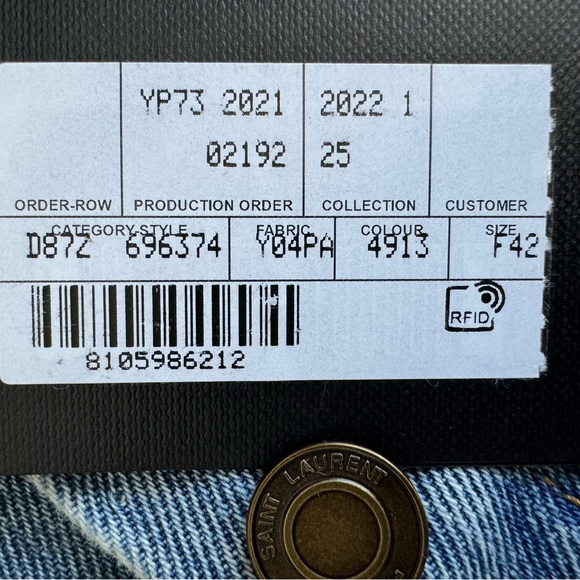 YP73 2021 2022 1
02192 25
ORDER-ROW PRODUCTION ORDER COLLECTION CUSTOMER
CATEGORY-STYLE FABRIC COLOUR SIZE
D87Z 696374 Y04PA 4913 F42
RFID
8105986212
SAINT LAURENT